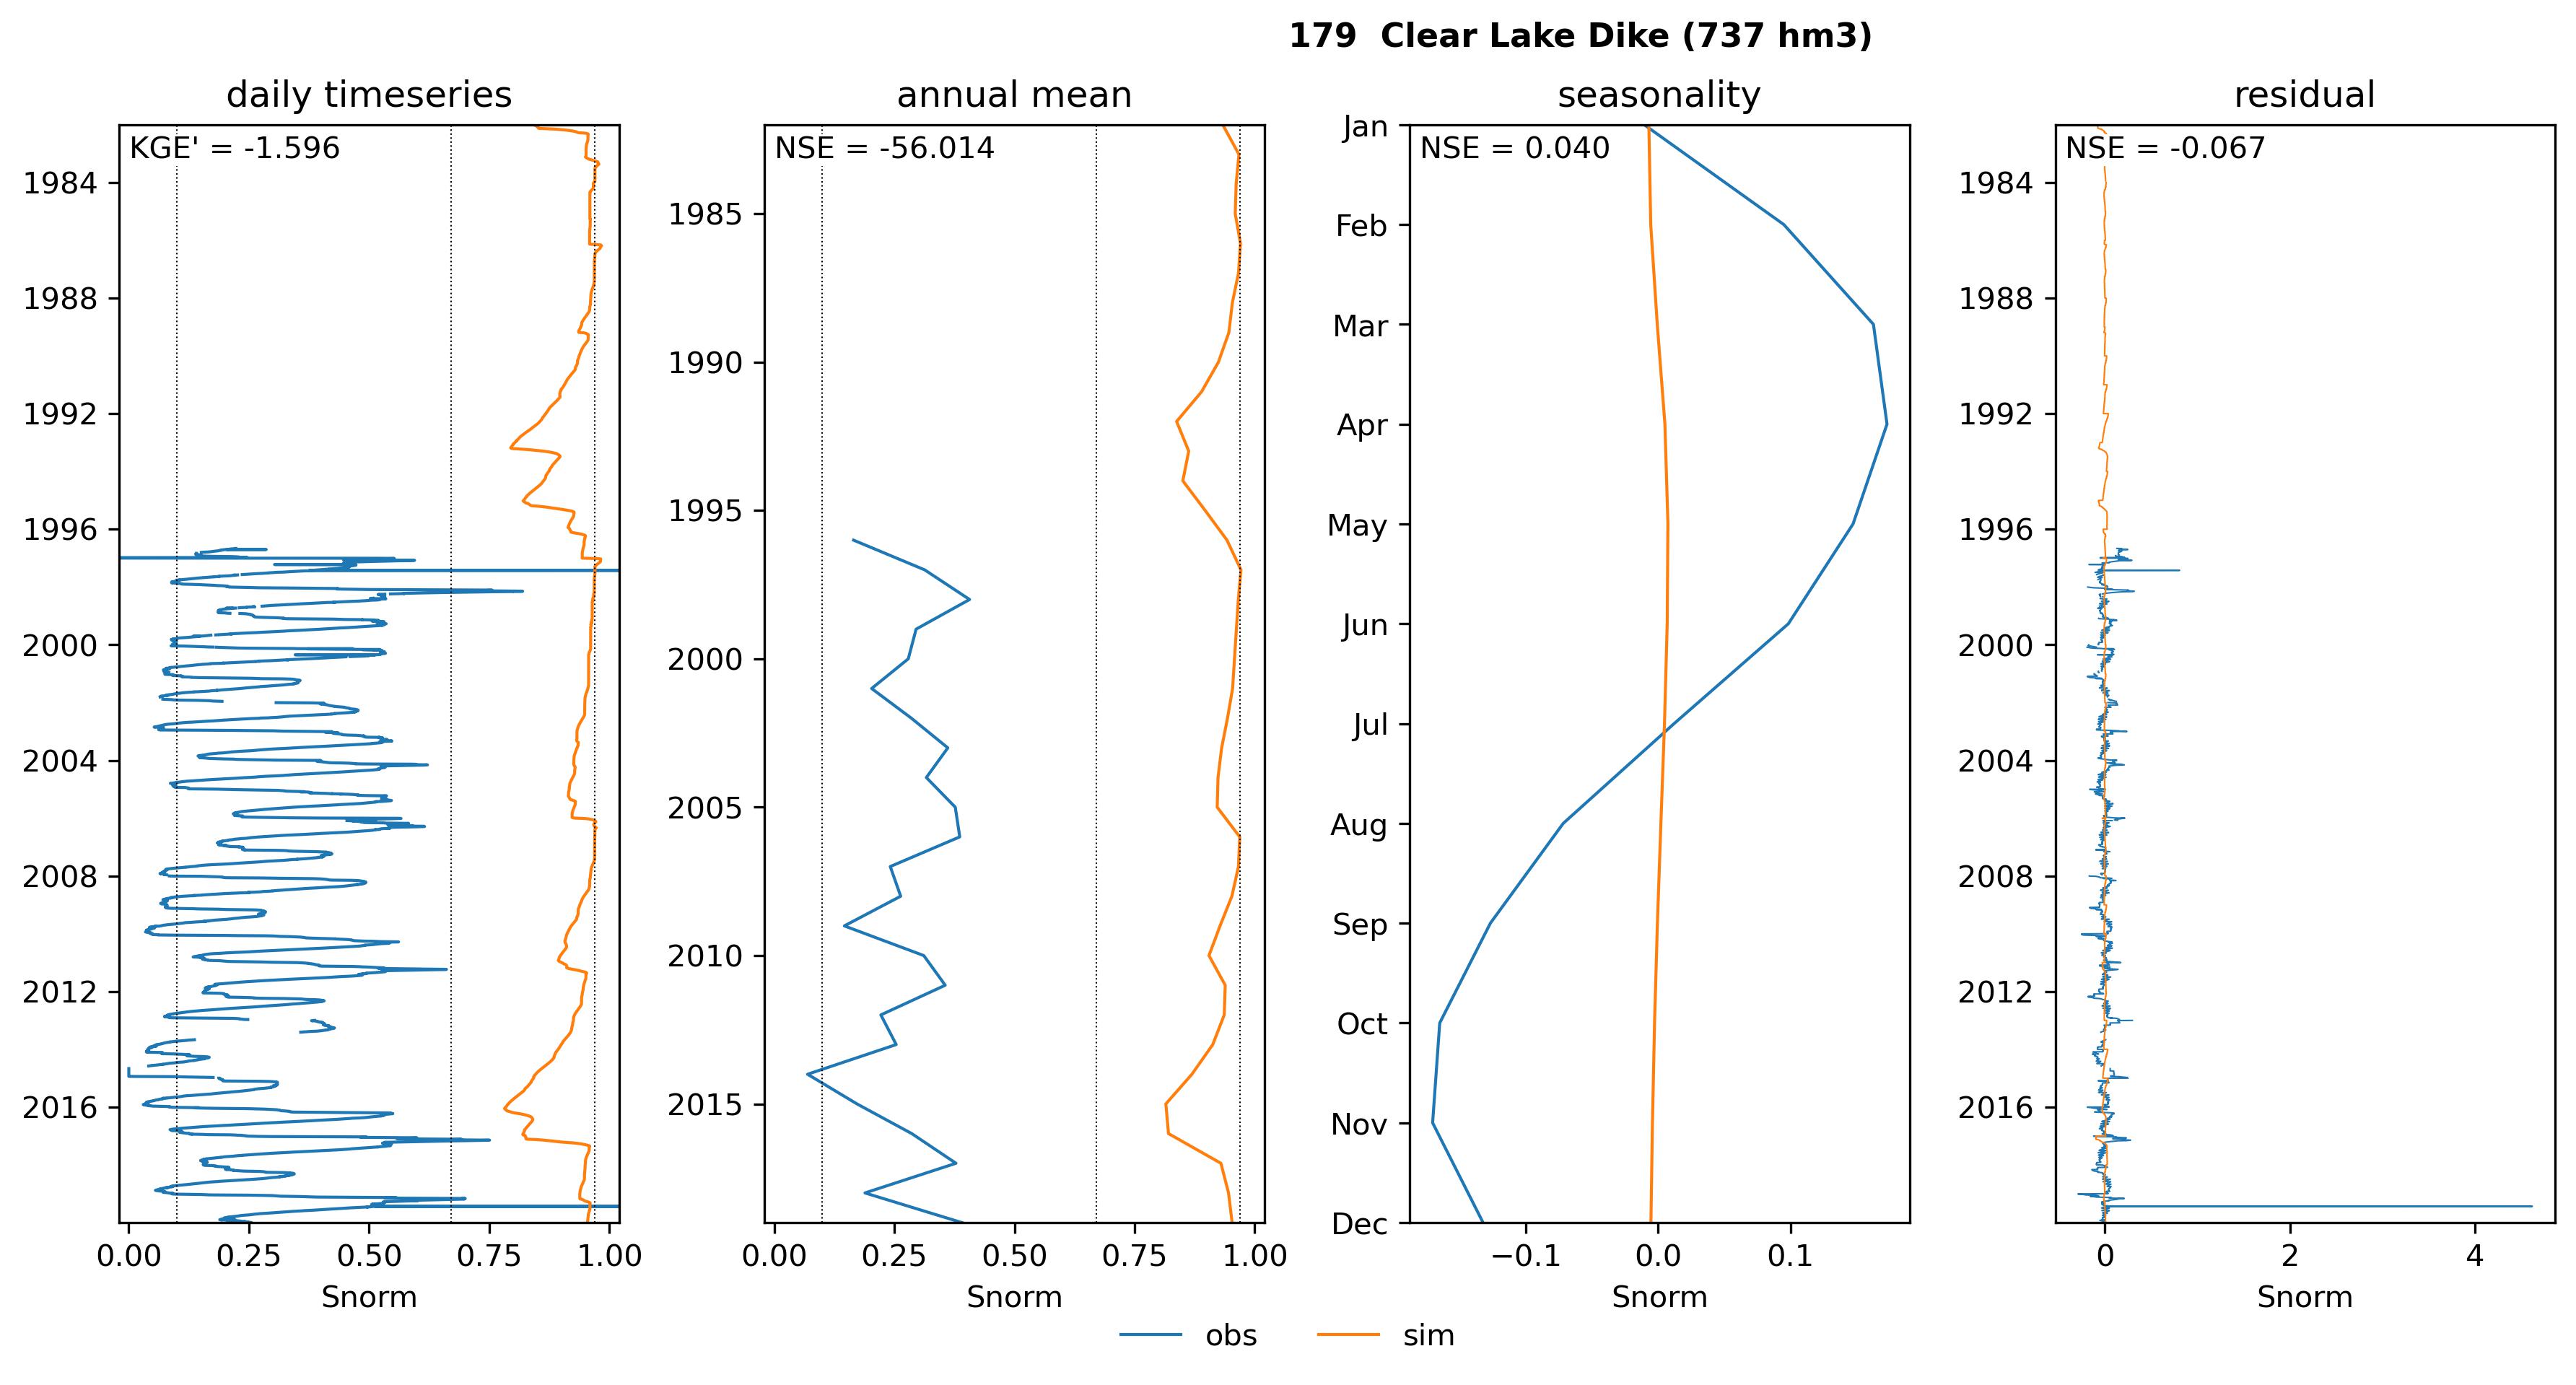 179  Clear Lake Dike (737 hm3)
daily timeseries
KGE' = -1.596
1984
1988
1992
1996
2000
2004
2008
2012
2016
0.00 0.25 0.50 0.75 1.00
Snorm
annual mean
NSE = -56.014
1985
1990
1995
2000
2005
2010
2015
0.00 0.25 0.50 0.75 1.00
Snorm
seasonality
NSE = 0.040
Jan
Feb
Mar
Apr
May
Jun
Jul
Aug
Sep
Oct
Nov
Dec
−0.1 0.0 0.1
Snorm
residual
NSE = -0.067
1984
1988
1992
1996
2000
2004
2008
2012
2016
0 2 4
Snorm
obs sim